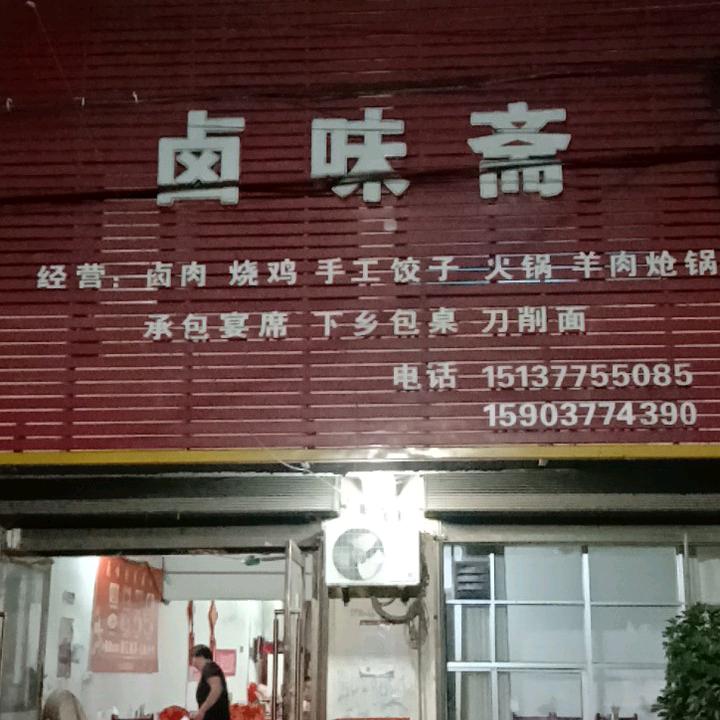 卤味斋
经营：卤肉 烧鸡 手工饺子 火锅 羊肉炝锅
承包宴席 下乡包桌 刀削面
电话 15137755085
15903774390